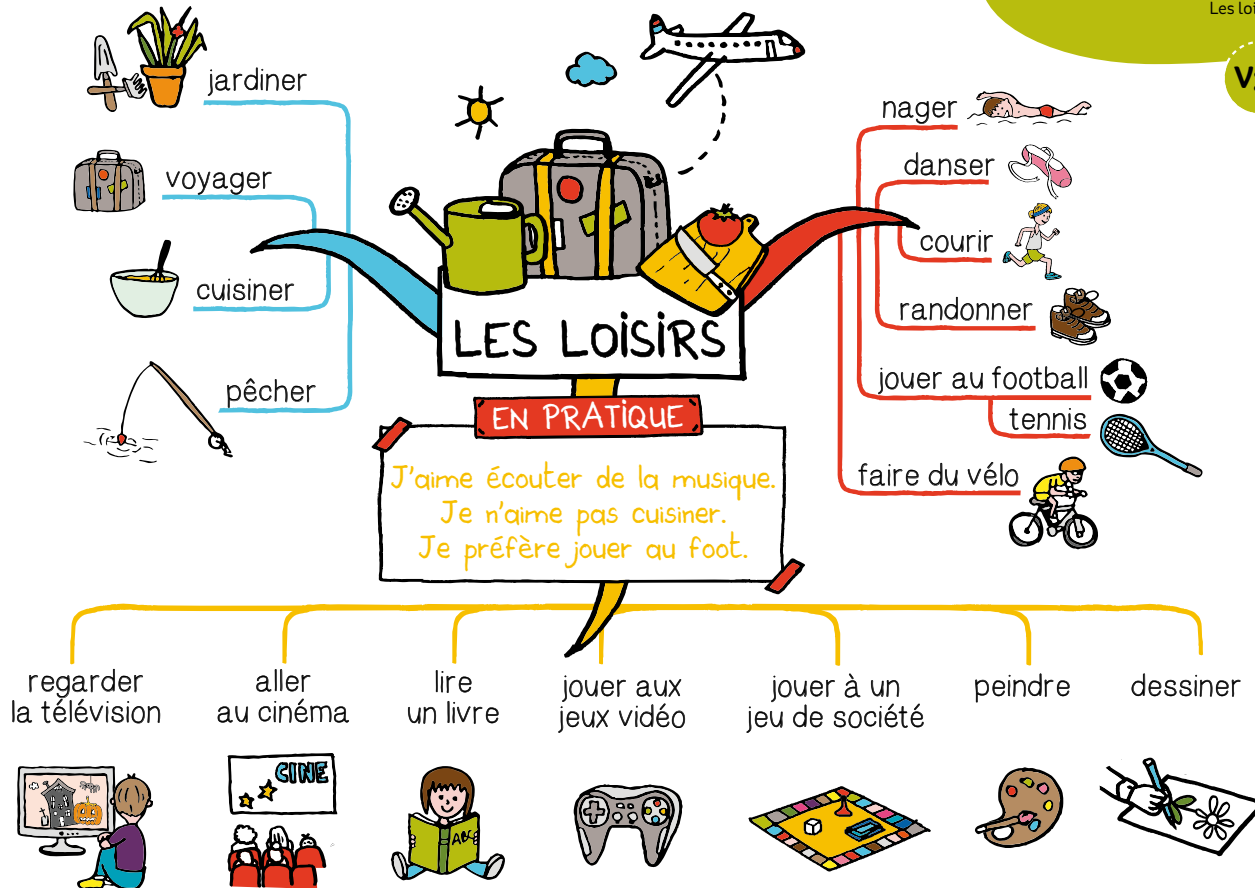 Les loi
V
jardiner
voyager
cuisiner
pêcher
LES LOISIRS
EN PRATIQUE
J'aime écouter de la musique.
Je n'aime pas cuisiner.
Je préfère jouer au foot.
nager
danser
courir
randonner
jouer au football
tennis
faire du vélo
regarder
la télévision
aller
au cinéma
lire
un livre
jouer aux
jeux vidéo
jouer à un
jeu de société
peindre
dessiner
CINE
ABC